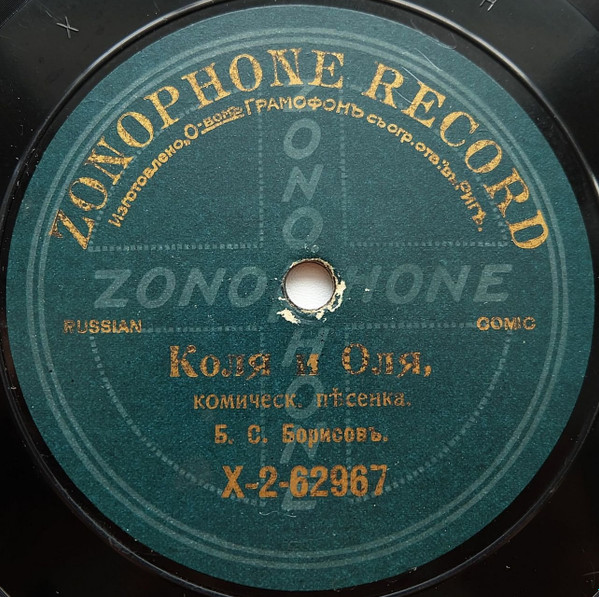 ZONOPHONE RECORD
Изготовлено „О-вомъ ГРАМОФОНЪ съ огр. отв.“ въ Ригѣ.
ZONOPHONE
ZONOPHONE
RUSSIAN
COMIC
Коля и Оля,
комическ. пѣсенка.
Б. С. Борисовъ.
X-2-62967
X
H